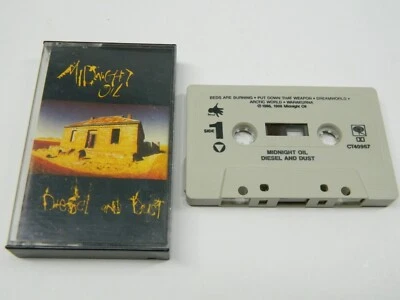 MIDNIGHT
OIL
DIESEL AND DUST
BEDS ARE BURNING • PUT DOWN THAT WEAPON • DREAMWORLD •
ARCTIC WORLD • WARAKURNA
SIDE
1
MIDNIGHT OIL
DIESEL AND DUST
CT40967